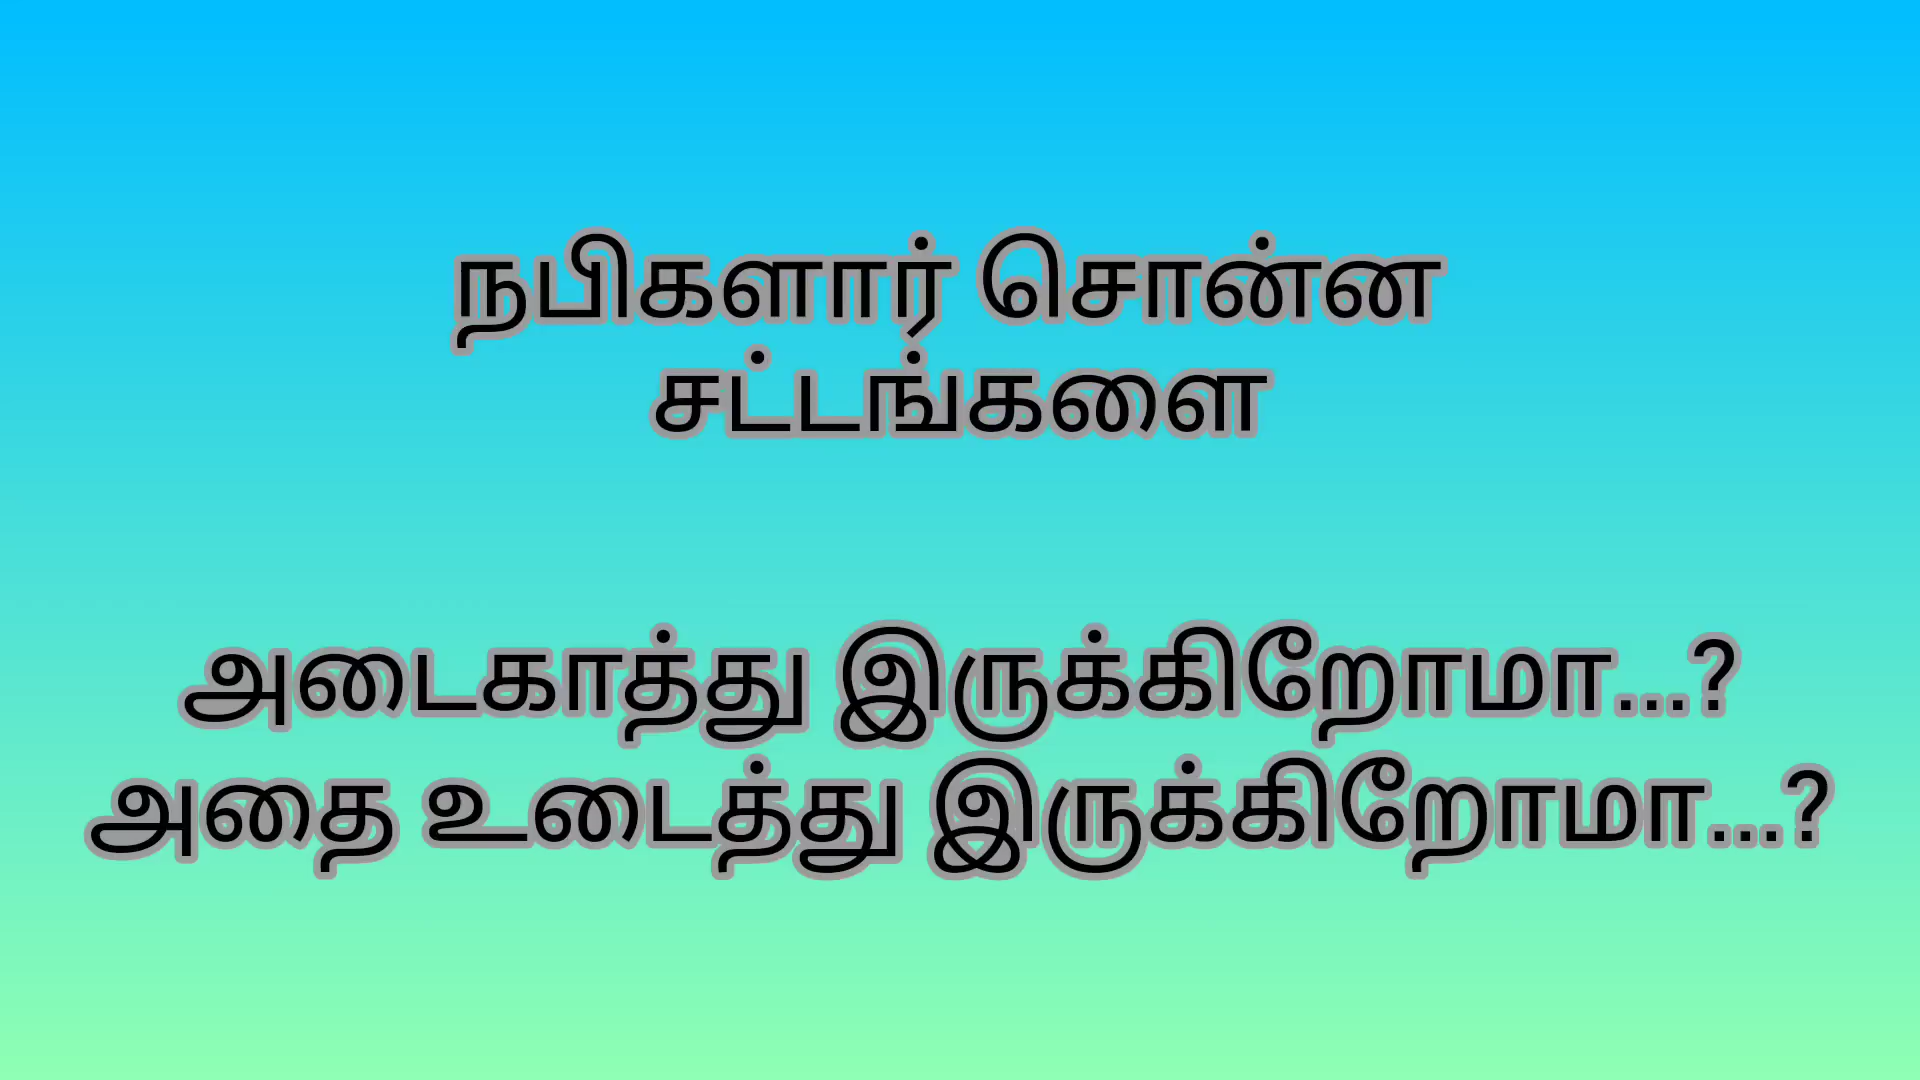 நபிகளார் சொன்ன
சட்டங்களை
அடைகாத்து இருக்கிறோமா...?
அதை உடைத்து இருக்கிறோமா...?